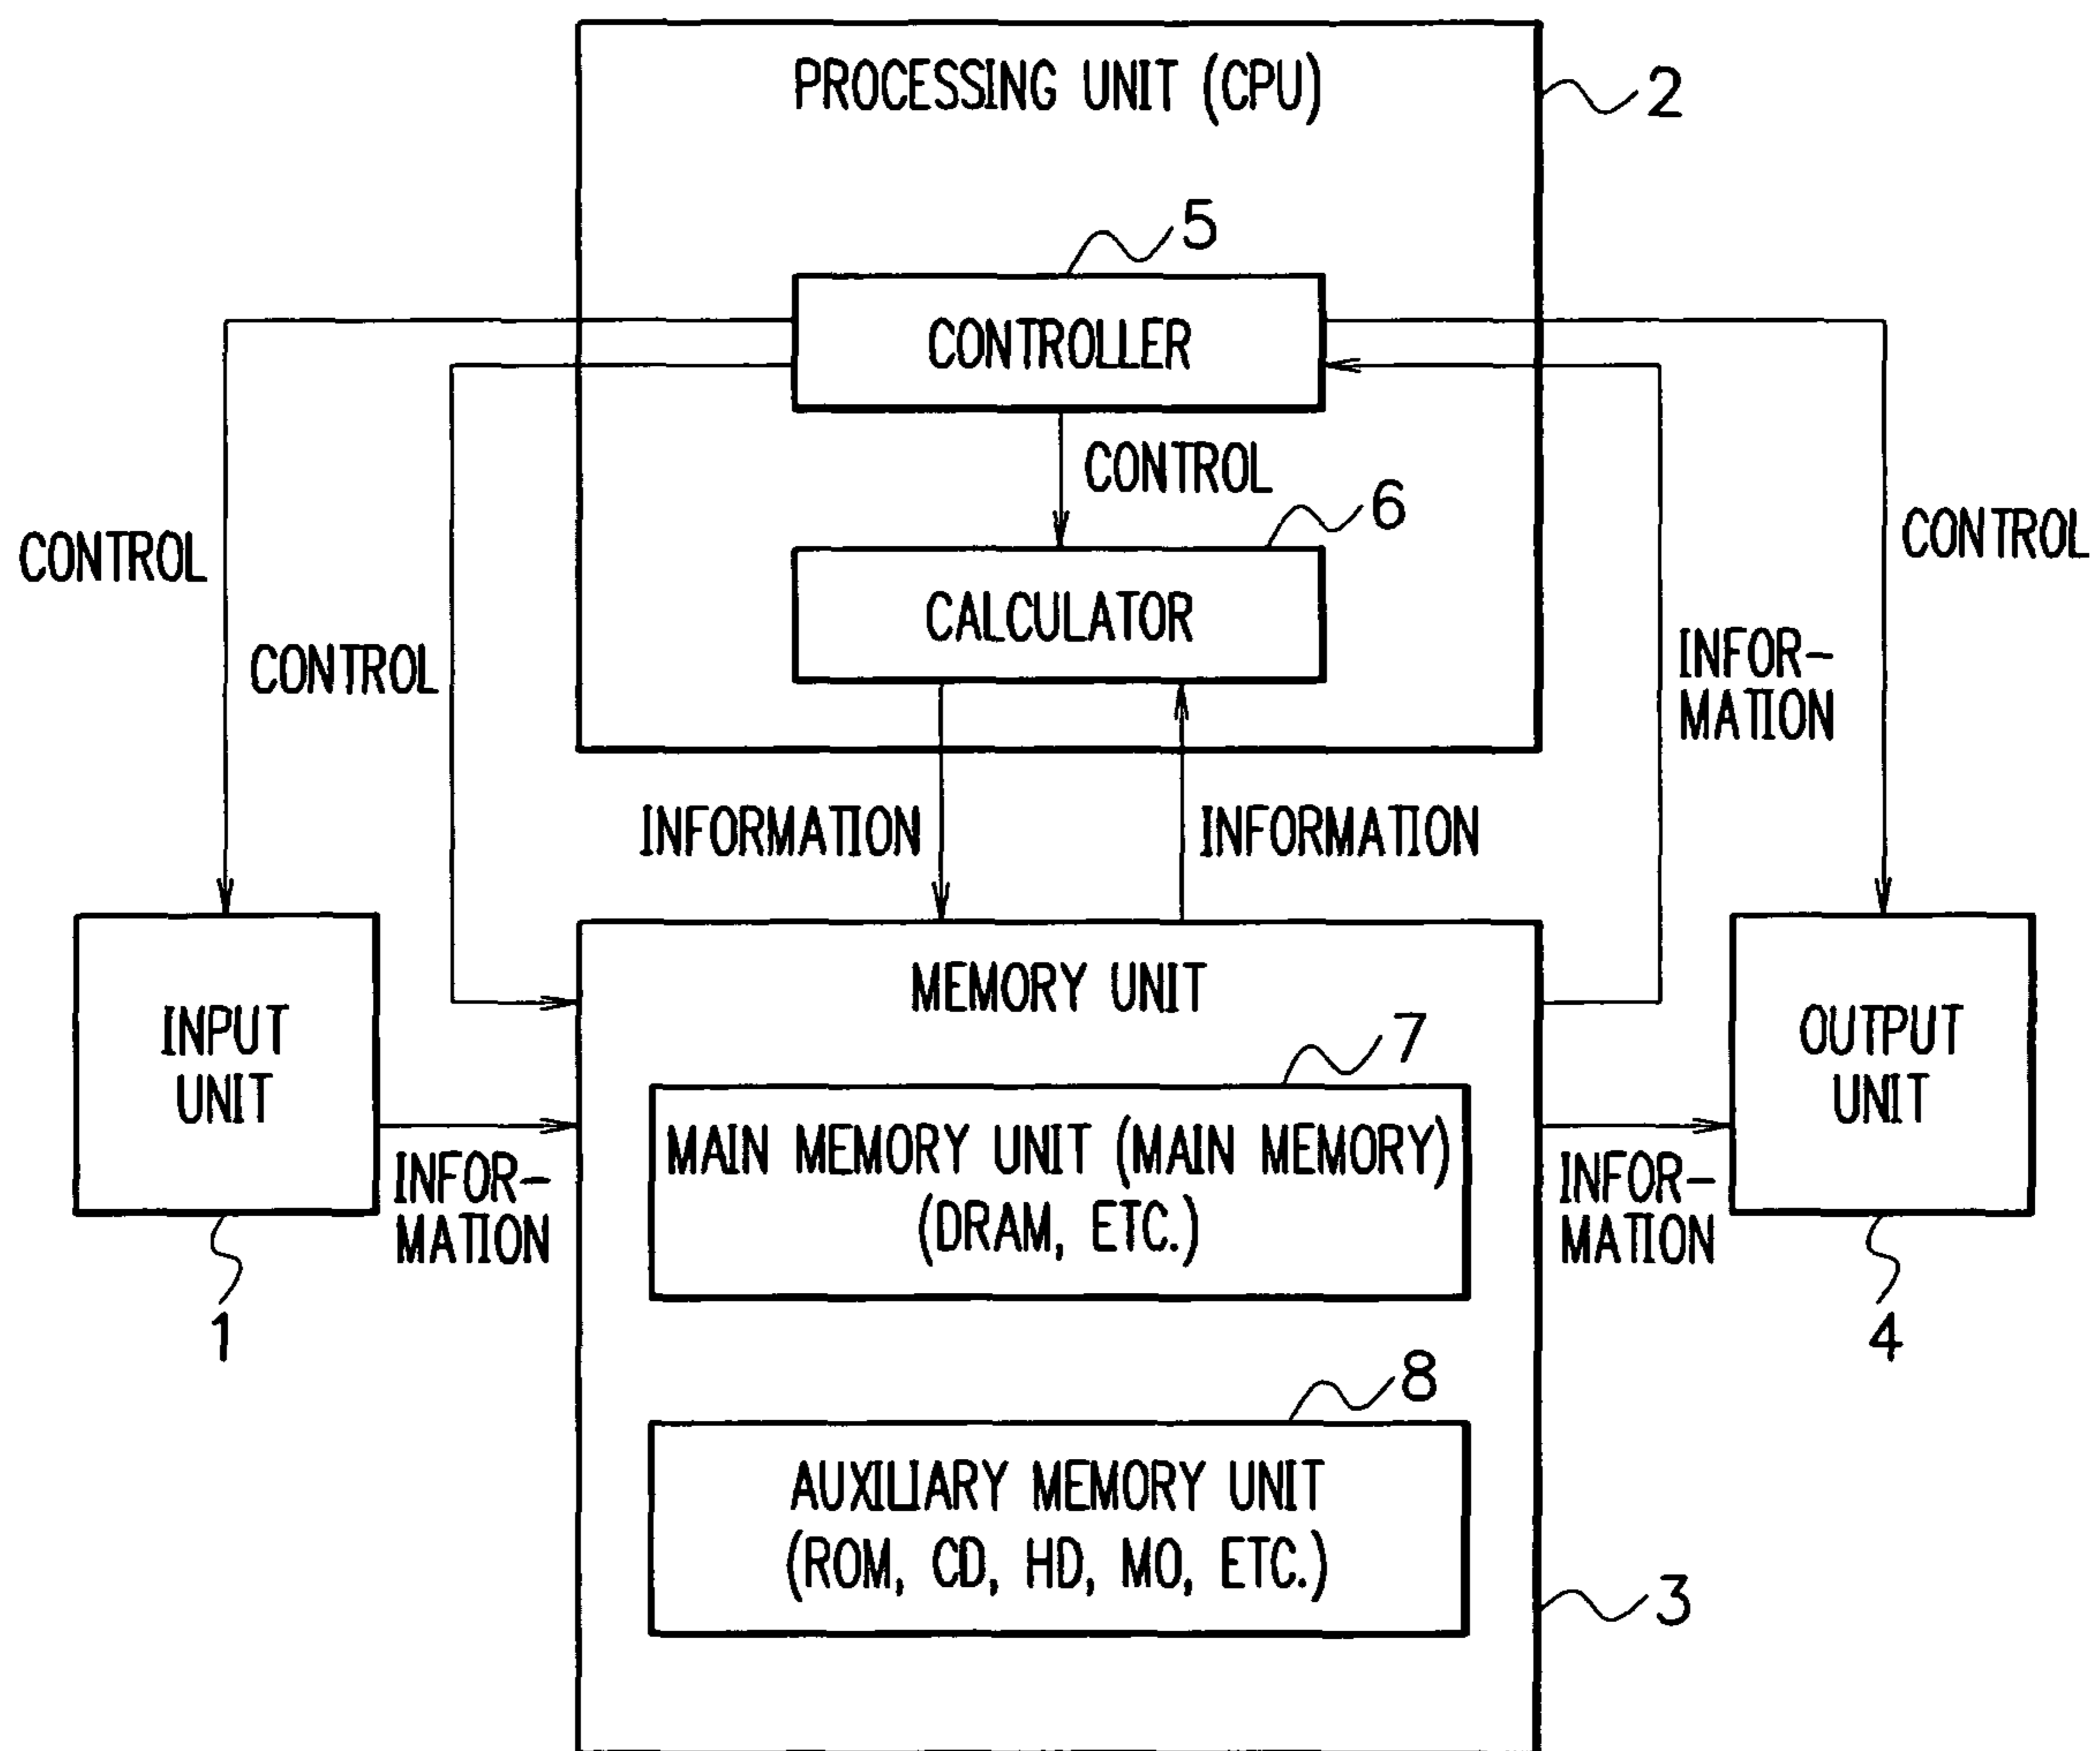 PROCESSING UNIT (CPU)
2
5
CONTROLLER
CONTROL
6
CONTROL
CONTROL
CALCULATOR
CONTROL
INFOR-
MATION
INFORMATION
INFORMATION
MEMORY UNIT
INPUT
UNIT
OUTPUT
UNIT
7
MAIN MEMORY UNIT (MAIN MEMORY)
(DRAM, ETC.)
INFOR-
MATION
INFOR-
MATION
1
4
8
AUXILIARY MEMORY UNIT
(ROM, CD, HD, MO, ETC.)
3